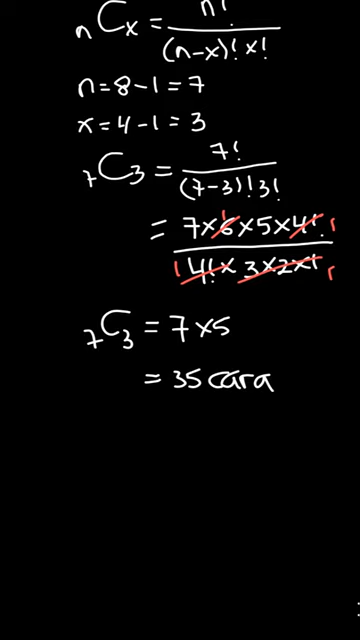 nCx = n! / (n-x)! x!
n = 8 - 1 = 7
x = 4 - 1 = 3
7C3 = 7! / (7-3)! 3!
= 7 x 6 x 5 x 4! / 4! x 3 x 2 x 1
7C3 = 7 x 5
= 35 cara